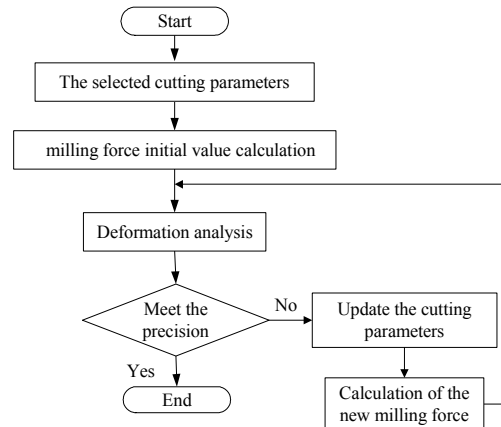 Start
The selected cutting parameters
milling force initial value calculation
Deformation analysis
Meet the
precision
No
Update the cutting
parameters
Yes
Calculation of the
new milling force
End